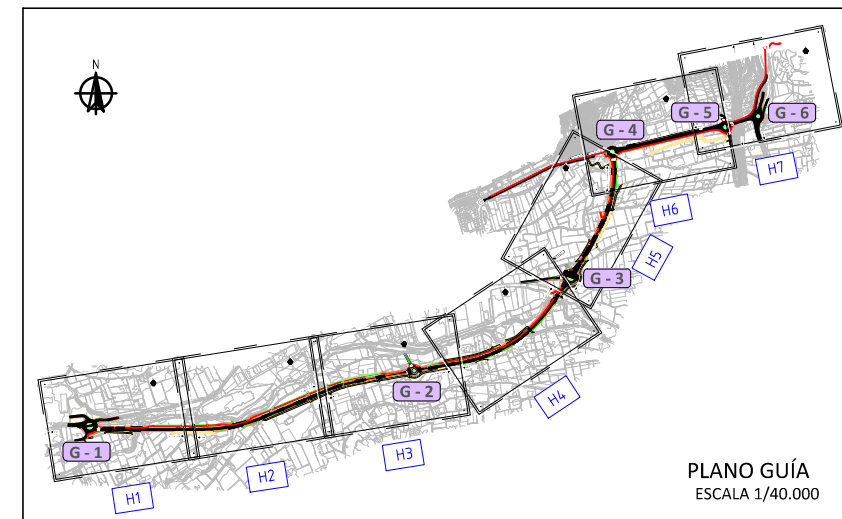 N
G - 6
G - 5
G - 4
H7
H6
H5
G - 3
G - 2
H4
G - 1
H3
H2
H1
PLANO GUÍA
ESCALA 1/40.000